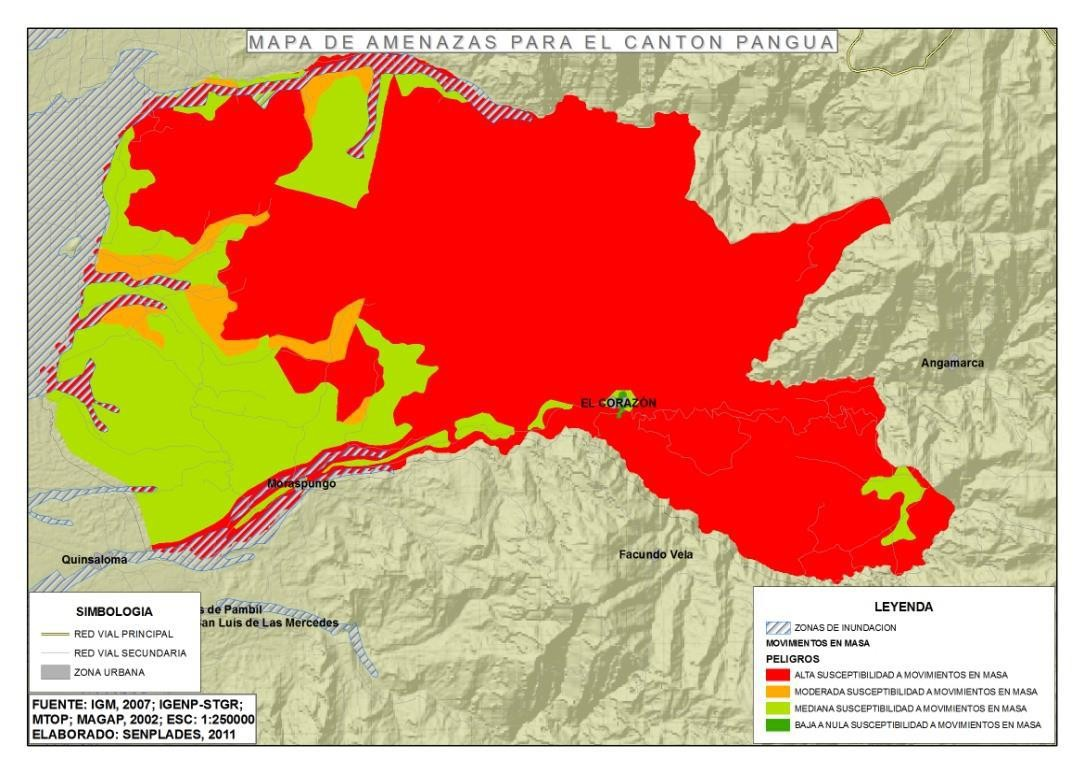 MAPA DE AMENAZAS PARA EL CANTON PANGUA
Angamarca
EL CORAZÓN
Moraspungo
Quinsaloma
Facundo Vela
s de Pambil
San Luis de Las Mercedes
SIMBOLOGIA
RED VIAL PRINCIPAL
RED VIAL SECUNDARIA
ZONA URBANA
FUENTE: IGM, 2007; IGENP-STGR;
MTOP; MAGAP, 2002; ESC: 1:250000
ELABORADO: SENPLADES, 2011
LEYENDA
ZONAS DE INUNDACION
MOVIMIENTOS EN MASA
PELIGROS
ALTA SUSCEPTIBILIDAD A MOVIMIENTOS EN MASA
MODERADA SUSCEPTIBILIDAD A MOVIMIENTOS EN MASA
MEDIANA SUSCEPTIBILIDAD A MOVIMIENTOS EN MASA
BAJA A NULA SUSCEPTIBILIDAD A MOVIMIENTOS EN MASA